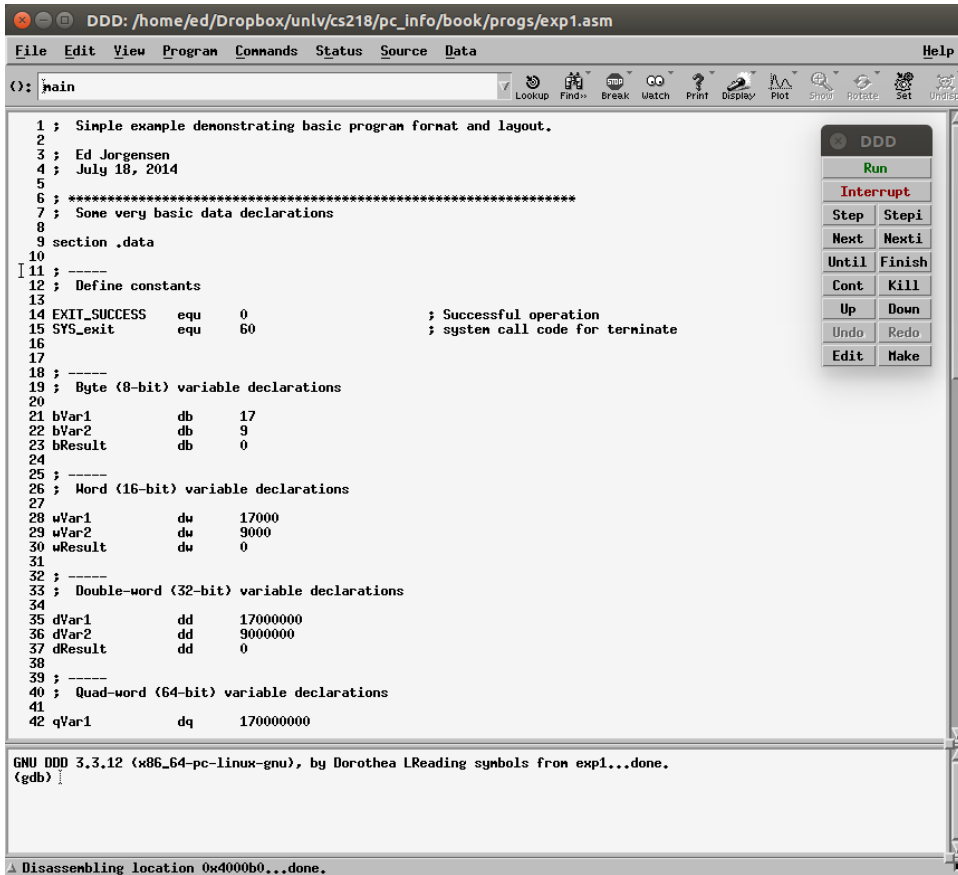 DDD: /home/ed/Dropbox/unlv/cs218/pc_info/book/progs/exp1.asm
File Edit View Program Commands Status Source Data Help
(): main
Lookup Find» Break Watch Print Display Plot Show Rotate Set Undisp
1 ;  Simple example demonstrating basic program format and layout.
2
3 ;  Ed Jorgensen
4 ;  July 18, 2014
5
6 ; ************************************************************
7 ;  Some very basic data declarations
8
9 section .data
10
11 ; -----
12 ;  Define constants
13
14 EXIT_SUCCESS    equ    0    ; Successful operation
15 SYS_exit    equ    60    ; system call code for terminate
16
17
18 ; -----
19 ;  Byte (8-bit) variable declarations
20
21 bVar1    db    17
22 bVar2    db    9
23 bResult    db    0
24
25 ; -----
26 ;  Word (16-bit) variable declarations
27
28 wVar1    dw    17000
29 wVar2    dw    9000
30 wResult    dw    0
31
32 ; -----
33 ;  Double-word (32-bit) variable declarations
34
35 dVar1    dd    17000000
36 dVar2    dd    9000000
37 dResult    dd    0
38
39 ; -----
40 ;  Quad-word (64-bit) variable declarations
41
42 qVar1    dq    170000000
DDD
Run
Interrupt
Step Stepi
Next Nexti
Until Finish
Cont Kill
Up Down
Undo Redo
Edit Make
GNU DDD 3.3.12 (x86_64-pc-linux-gnu), by Dorothea LReading symbols from exp1...done.
(gdb)
Disassembling location 0x4000b0...done.